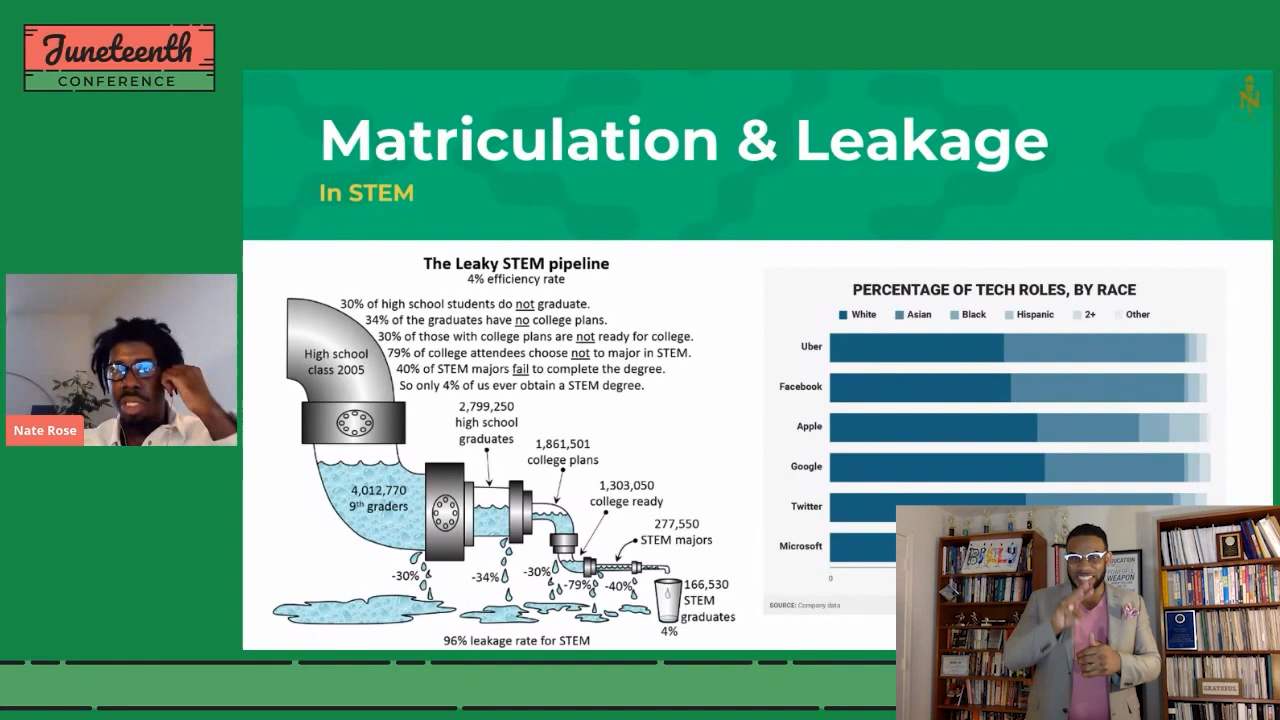 Juneteenth
CONFERENCE
Matriculation & Leakage
In STEM
The Leaky STEM pipeline
4% efficiency rate
30% of high school students do not graduate.
34% of the graduates have no college plans.
30% of those with college plans are not ready for college.
79% of college attendees choose not to major in STEM.
40% of STEM majors fail to complete the degree.
So only 4% of us ever obtain a STEM degree.
High school
class 2005
2,799,250
high school
graduates
1,861,501
college plans
1,303,050
college ready
277,550
STEM majors
4,012,770
9th graders
-30%
-34%
-30%
-79%
-40%
166,530
STEM
graduates
4%
96% leakage rate for STEM
PERCENTAGE OF TECH ROLES, BY RACE
White Asian Black Hispanic 2+ Other
Uber
Facebook
Apple
Google
Twitter
Microsoft
0
SOURCE: Company data
Nate Rose
EDUCATION
POWERFUL
WEAPON
GRATEFUL